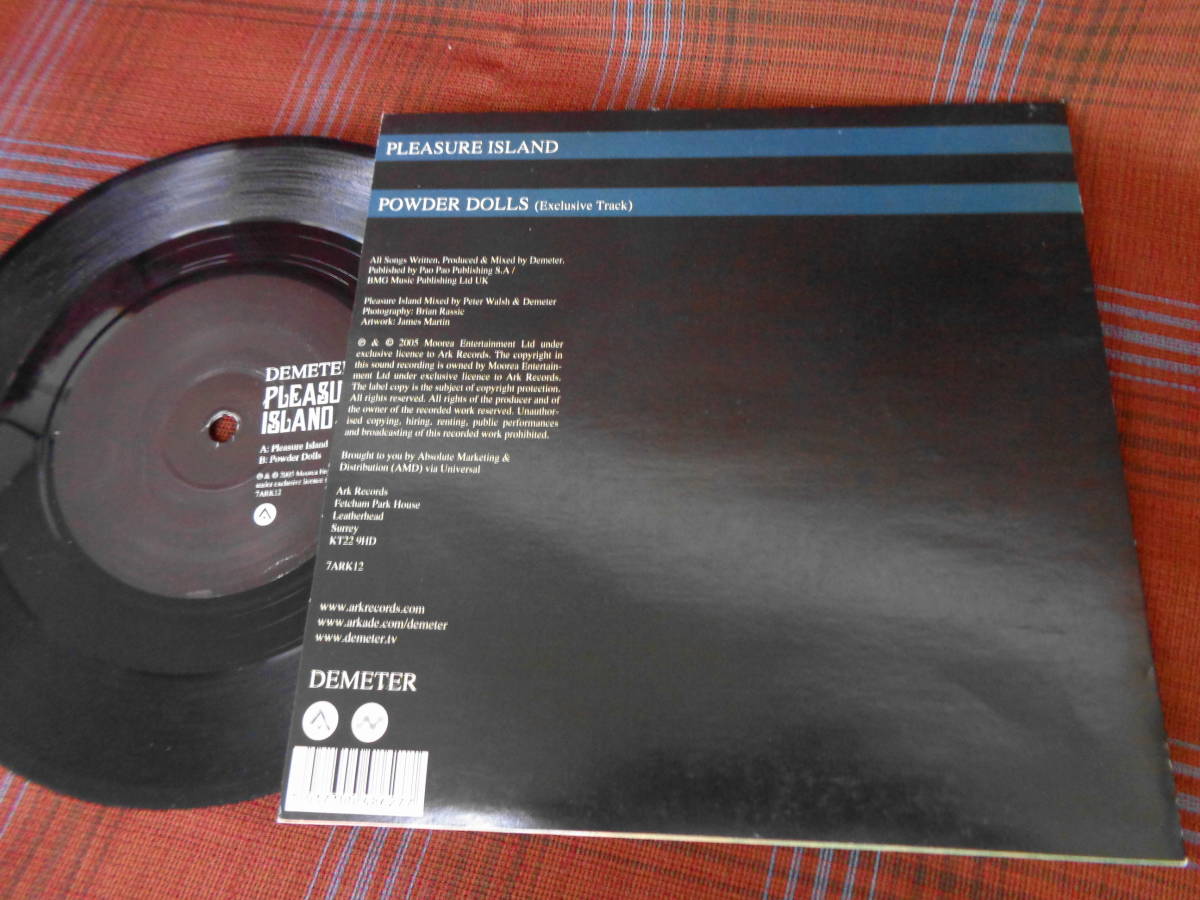 PLEASURE ISLAND
POWDER DOLLS (Exclusive Track)
All Songs Written, Produced & Mixed by Demeter.
Published by Pao Pao Publishing S.A /
BMG Music Publishing Ltd UK
Pleasure Island Mixed by Peter Walsh & Demeter
Photography: Brian Rassic
Artwork: James Martin
℗ & © 2005 Moorea Entertainment Ltd under
exclusive licence to Ark Records. The copyright in
this sound recording is owned by Moorea Entertain-
ment Ltd under exclusive licence to Ark Records.
The label copy is the subject of copyright protection.
All rights reserved. All rights of the producer and of
the owner of the recorded work reserved. Unauthor-
ised copying, hiring, renting, public performances
and broadcasting of this recorded work prohibited.
Brought to you by Absolute Marketing &
Distribution (AMD) via Universal
Ark Records
Fetcham Park House
Leatherhead
Surrey
KT22 9HD
7ARK12
www.arkrecords.com
www.arkade.com/demeter
www.demeter.tv
DEMETER
DEMETER
PLEASU
ISLAND
A: Pleasure Island
B: Powder Dolls
℗ & © 2005 Moorea
under exclusive licence
7ARK12